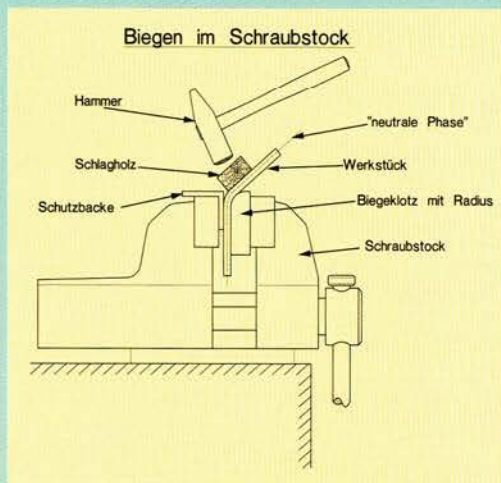 Biegen im Schraubstock
Hammer
"neutrale Phase"
Schlagholz
Werkstück
Schutzbacke
Biegeklotz mit Radius
Schraubstock